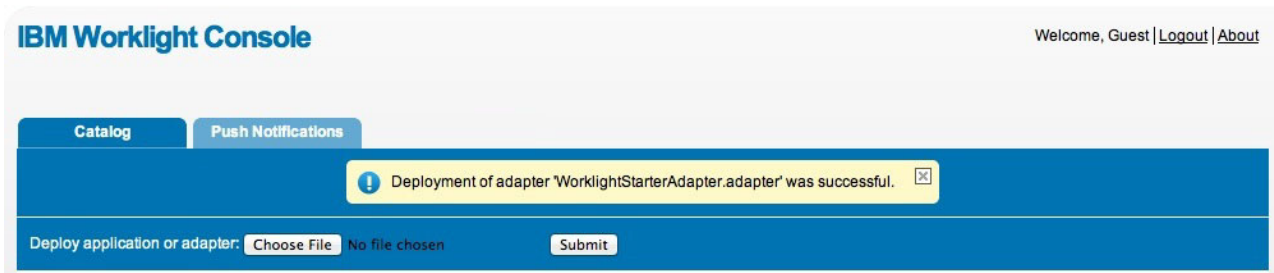 IBM Worklight Console
Welcome, Guest | Logout | About
Catalog
Push Notifications
Deployment of adapter 'WorklightStarterAdapter.adapter' was successful.
Deploy application or adapter: Choose File No file chosen Submit